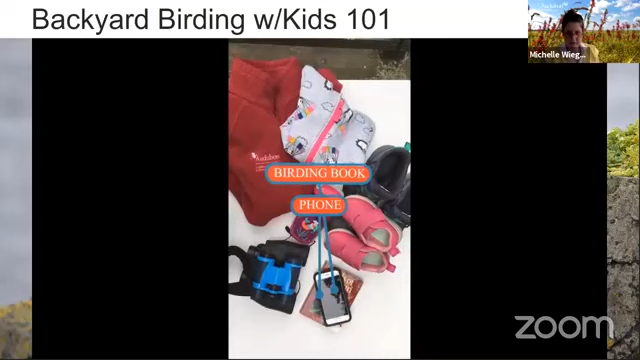 Backyard Birding w/Kids 101
Michelle Wieg...
Audubon
BIRDING BOOK
PHONE
zoom